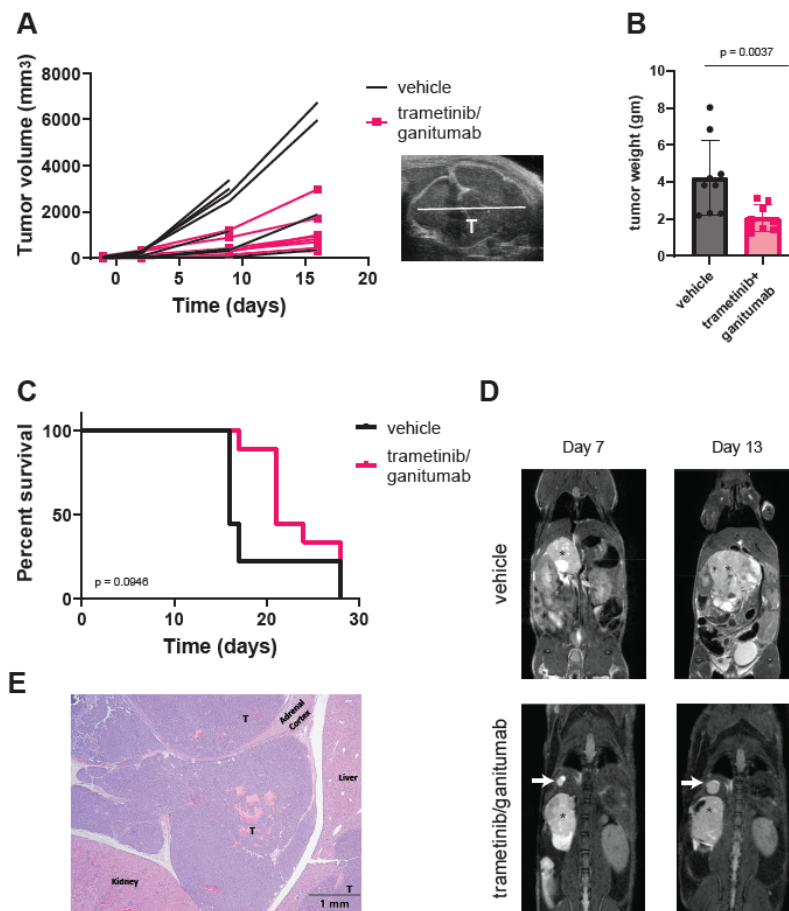 A
Tumor volume (mm3)
8000
6000
4000
2000
0
0
5
10
15
20
Time (days)
vehicle
trametinib/
ganitumab
T
B
p = 0.0037
tumor weight (gm)
10
8
6
4
2
0
vehicle
trametinib+
ganitumab
C
Percent survival
100
50
0
0
10
20
30
Time (days)
p = 0.0946
vehicle
trametinib/
ganitumab
D
Day 7
Day 13
vehicle
*
*
trametinib/ganitumab
*
*
E
T
Adrenal
Cortex
Liver
T
Kidney
T
1 mm